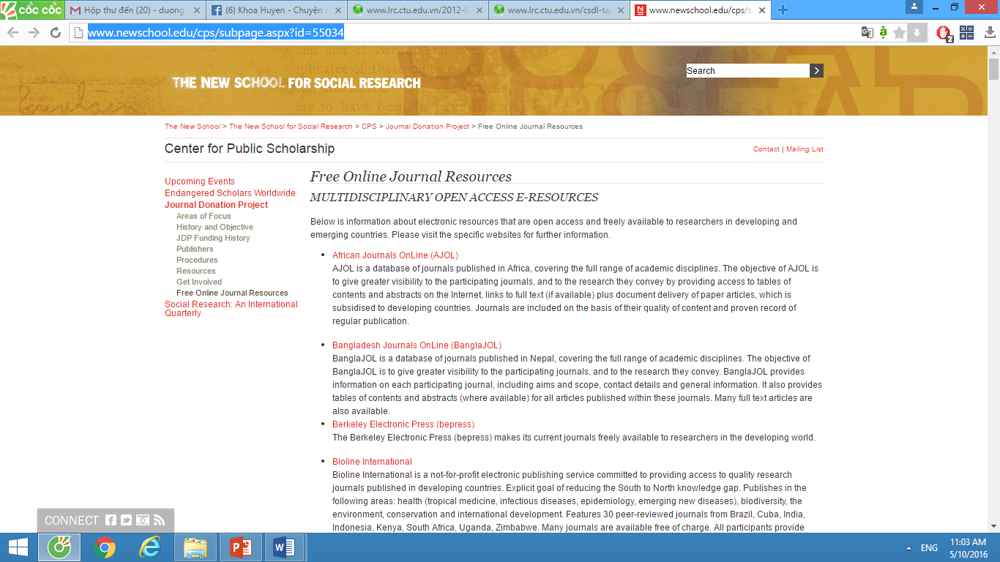 cốc cốc
Hộp thư đến (20) - duong
(6) Khoa Huyen - Chuyện
www.lrc.ctu.edu.vn/2012-0
www.lrc.ctu.edu.vn/csdl-ta
www.newschool.edu/cps/s
www.newschool.edu/cps/subpage.aspx?id=55034
2
THE NEW SCHOOL FOR SOCIAL RESEARCH
Search
The New School > The New School for Social Research > CPS > Journal Donation Project > Free Online Journal Resources
Center for Public Scholarship
Contact | Mailing List
Upcoming Events
Endangered Scholars Worldwide
Journal Donation Project
Areas of Focus
History and Objective
JDP Funding History
Publishers
Procedures
Resources
Get Involved
Free Online Journal Resources
Social Research: An International
Quarterly
Free Online Journal Resources
MULTIDISCIPLINARY OPEN ACCESS E-RESOURCES
Below is information about electronic resources that are open access and freely available to researchers in developing and
emerging countries. Please visit the specific websites for further information.
• African Journals OnLine (AJOL)
AJOL is a database of journals published in Africa, covering the full range of academic disciplines. The objective of AJOL is
to give greater visibility to the participating journals, and to the research they convey by providing access to tables of
contents and abstracts on the Internet, links to full text (if available) plus document delivery of paper articles, which is
subsidised to developing countries. Journals are included on the basis of their quality of content and proven record of
regular publication.
• Bangladesh Journals OnLine (BanglaJOL)
BanglaJOL is a database of journals published in Nepal, covering the full range of academic disciplines. The objective of
BanglaJOL is to give greater visibility to the participating journals, and to the research they convey. BanglaJOL provides
information on each participating journal, including aims and scope, contact details and general information. It also provides
tables of contents and abstracts (where available) for all articles published within these journals. Many full text articles are
also available.
• Berkeley Electronic Press (bepress)
The Berkeley Electronic Press (bepress) makes its current journals freely available to researchers in the developing world.
• Bioline International
Bioline International is a not-for-profit electronic publishing service committed to providing access to quality research
journals published in developing countries. Explicit goal of reducing the South to North knowledge gap. Publishes in the
following areas: health (tropical medicine, infectious diseases, epidemiology, emerging new diseases), biodiversity, the
environment, conservation and international development. Features 30 peer-reviewed journals from Brazil, Cuba, India,
Indonesia, Kenya, South Africa, Uganda, Zimbabwe. Many journals are available free of charge. All participants provide
CONNECT
ENG
11:03 AM
5/10/2016